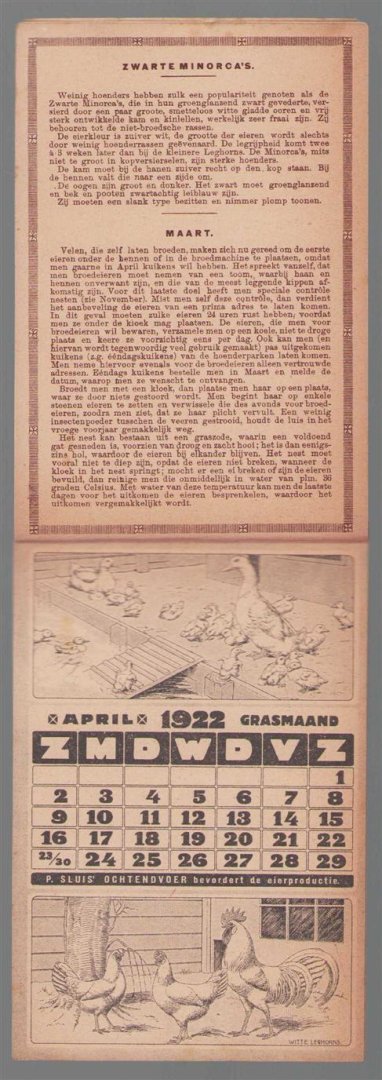 ZWARTE MINORCA'S.
Weinig hoenders hebben zulk een populariteit genoten als de
Zwarte Minorca's, die in hun groenglanzend zwart gevederte, ver-
sierd door een paar groote, smetteloos witte gladde ooren en vrij
sterk ontwikkelde kam en kinlellen, werkelijk zeer fraai zijn. Zij
behooren tot de niet-broedsche rassen.
De eierkleur is zuiver wit, de grootte der eieren wordt slechts
door weinig hoenderrassen geëvenaard. De legrijpheid komt twee
à 3 weken later dan bij de kleinere Leghorns. De Minorca's, mits
niet te groot in kopversierselen, zijn sterke hoenders.
De kam moet bij de hanen zuiver recht op den kop staan. Bij
de hennen valt die naar een zijde om.
De oogen zijn groot en donker. Het zwart moet groenglanzend
en bek en pooten zwartachtig leiblauw zijn.
Zij moeten een slank type bezitten en nimmer plomp toonen.
MAART.
Velen, die zelf laten broeden, maken zich nu gereed om de eerste
eieren onder de hennen of in de broedmachine te plaatsen, omdat
men gaarne in April kuikens wil hebben. Het spreekt vanzelf, dat
men broedeieren moet nemen van een toom, waarbij haan en
hennen onverwant zijn, en die van de meest leggende kippen af-
komstig zijn. Voor dit laatste doel heeft men speciale contrôle
nesten (zie November). Mist men zelf deze contrôle, dan verdient
het aanbeveling de eieren van een prima adres te laten komen.
In dit geval moeten zulke eieren 24 uren rust hebben; voordat
men ze onder de kloek mag plaatsen. De eieren, die men voor
broedeieren wil bewaren, verzamele men op een koele, niet te droge
plaats en keere ze voorzichtig eens per dag. Ook kan men (en
hiervan wordt tegenwoordig veel gebruik gemaakt) pas uitgekomen
kuikens (z.g. ééndagskuikens) van de hoenderparken laten komen.
Men neme hiervoor evenals voor de broedeieren alleen vertrouwde
adressen. Eéndags kuikens bestelle men in Maart en melde de
datum, waarop men ze wenscht te ontvangen.
Broedt men met een kloek, dan plaatse men haar op een plaats,
waar ze door niets gestoord wordt. Men begint haar op enkele
steenen eieren te zetten en verwissele die des avonds voor broed-
eieren, zoodra men ziet, dat ze haar plicht vervult. Een weinig
insectenpoeder tusschen de veeren gestrooid, houdt de luis in het
vroege voorjaar gemakkelijk weg.
Het nest kan bestaan uit een graszode, waarin een voldoend
gat gesneden is, voorzien van droog en zacht hooi; het is dan eenigs-
zins hol, waardoor de eieren bij elkander blijven. Het nest moet
vooral niet te diep zijn, opdat de eieren niet breken, wanneer de
kloek in het nest springt; mocht er een ei breken of zijn de eieren
bevuild, dan reinige men die onmiddellijk in water van plm. 36
graden Celsius. Met water van deze temperatuur kan men de laatste
dagen voor het uitkomen de eieren besprenkelen, waardoor het
uitkomen vergemakkelijkt wordt.
APRIL 1922 GRASMAAND
Z M D W D V Z
1
2 3 4 5 6 7 8
9 10 11 12 13 14 15
16 17 18 19 20 21 22
23/30 24 25 26 27 28 29
P. SLUIS' OCHTENDVOER bevordert de eierproductie.
WITTE LEGHORNS